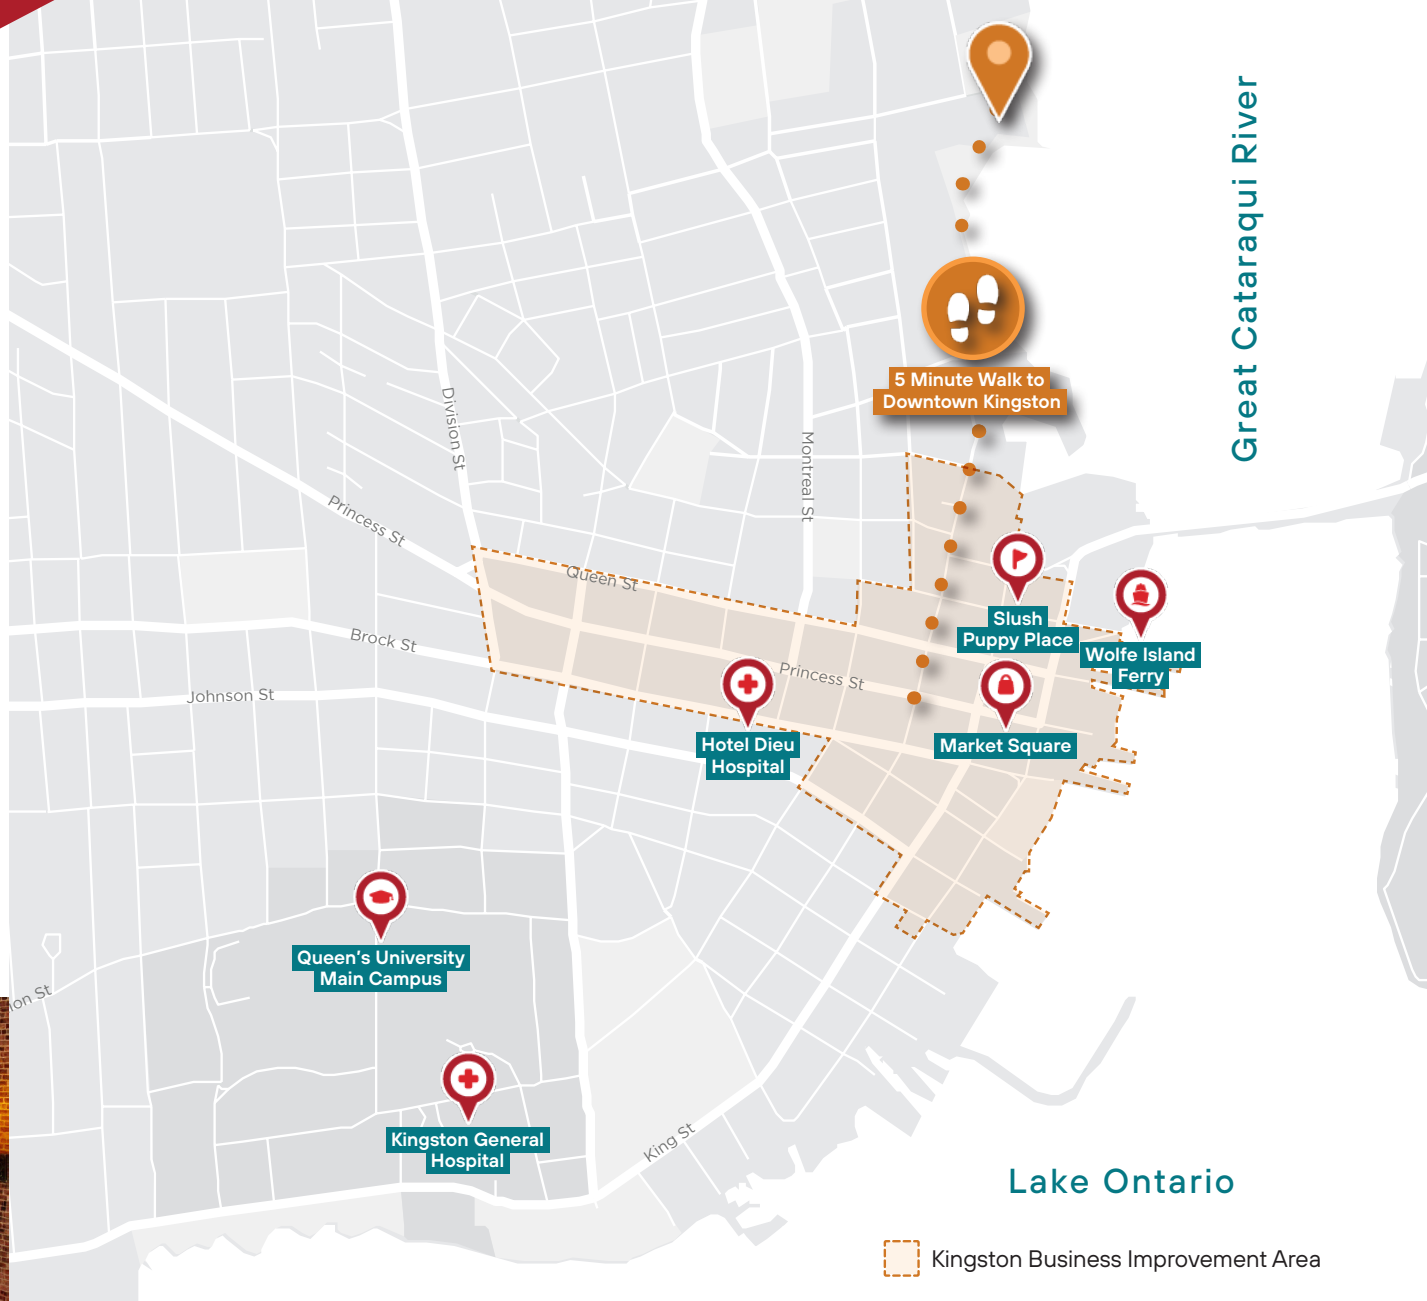 Great Cataraqui River
5 Minute Walk to
Downtown Kingston
Division St
Montreal St
Princess St
Queen St
Slush
Puppy Place
Wolfe Island
Ferry
Brock St
Princess St
Johnson St
Hotel Dieu
Hospital
Market Square
Queen's University
Main Campus
ion St
Kingston General
Hospital
King St
Lake Ontario
Kingston Business Improvement Area